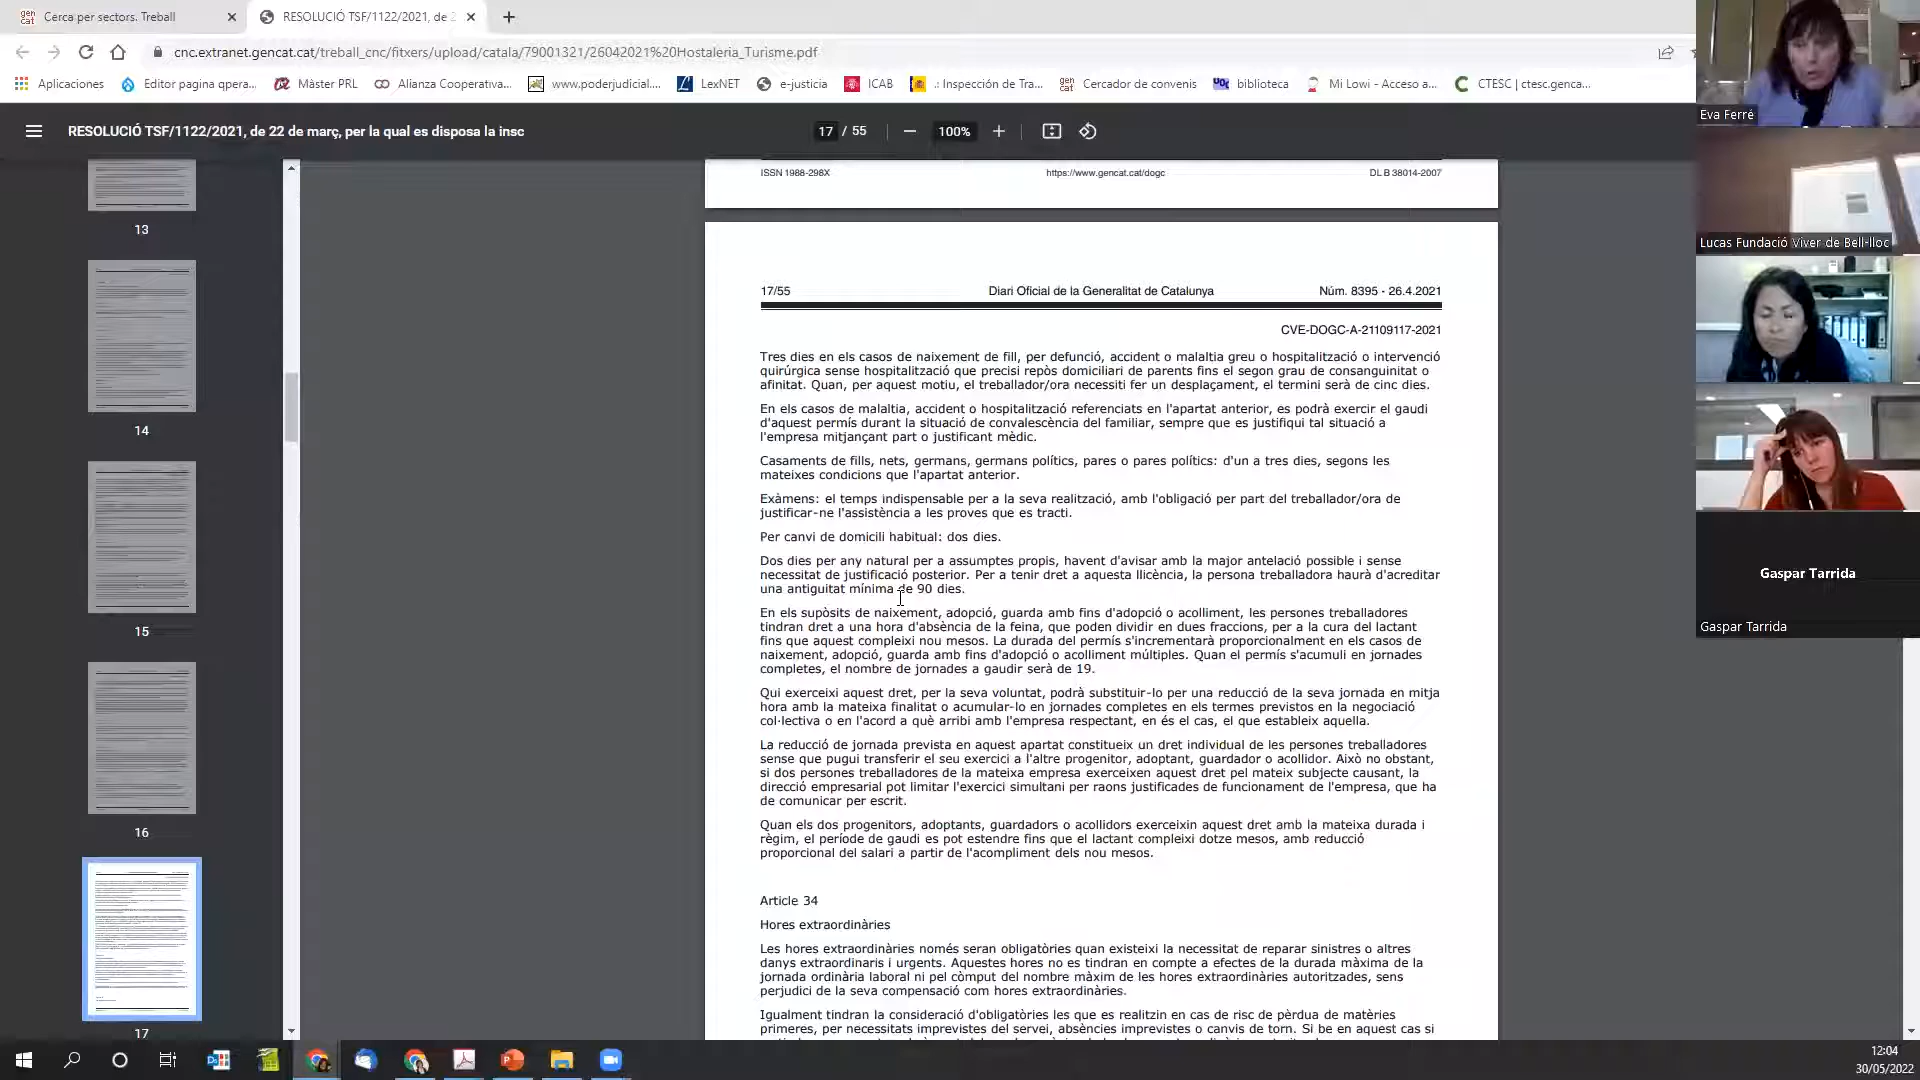 Cerca per sectors. Treball
RESOLUCIÓ TSF/1122/2021, de 2
cnc.extranet.gencat.cat/treball_cnc/fitxers/upload/catala/79001321/26042021%20Hostaleria_Turisme.pdf
Aplicaciones
Editor pagina opera...
Màster PRL
Alianza Cooperativa...
www.poderjudicial....
LexNET
e-justicia
ICAB
.: Inspección de Tra...
gen cat
Cercador de convenis
UOC
biblioteca
Mi Lowi - Acceso a...
CTESC | ctesc.genca...
RESOLUCIÓ TSF/1122/2021, de 22 de març, per la qual es disposa la insc
17 / 55
100%
13
14
15
16
17
ISSN 1988-298X
https://www.gencat.cat/dogc
DL B 38014-2007
17/55
Diari Oficial de la Generalitat de Catalunya
Núm. 8395 - 26.4.2021
CVE-DOGC-A-21109117-2021
Tres dies en els casos de naixement de fill, per defunció, accident o malaltia greu o hospitalització o intervenció
quirúrgica sense hospitalització que precisi repòs domiciliari de parents fins el segon grau de consanguinitat o
afinitat. Quan, per aquest motiu, el treballador/ora necessiti fer un desplaçament, el termini serà de cinc dies.
En els casos de malaltia, accident o hospitalització referenciats en l'apartat anterior, es podrà exercir el gaudi
d'aquest permís durant la situació de convalescència del familiar, sempre que es justifiqui tal situació a
l'empresa mitjançant part o justificant mèdic.
Casaments de fills, nets, germans, germans polítics, pares o pares polítics: d'un a tres dies, segons les
mateixes condicions que l'apartat anterior.
Exàmens: el temps indispensable per a la seva realització, amb l'obligació per part del treballador/ora de
justificar-ne l'assistència a les proves que es tracti.
Per canvi de domicili habitual: dos dies.
Dos dies per any natural per a assumptes propis, havent d'avisar amb la major antelació possible i sense
necessitat de justificació posterior. Per a tenir dret a aquesta llicència, la persona treballadora haurà d'acreditar
una antiguitat mínima de 90 dies.
En els supòsits de naixement, adopció, guarda amb fins d'adopció o acolliment, les persones treballadores
tindran dret a una hora d'absència de la feina, que poden dividir en dues fraccions, per a la cura del lactant
fins que aquest compleixi nou mesos. La durada del permís s'incrementarà proporcionalment en els casos de
naixement, adopció, guarda amb fins d'adopció o acolliment múltiples. Quan el permís s'acumuli en jornades
completes, el nombre de jornades a gaudir serà de 19.
Qui exerceixi aquest dret, per la seva voluntat, podrà substituir-lo per una reducció de la seva jornada en mitja
hora amb la mateixa finalitat o acumular-lo en jornades completes en els termes previstos en la negociació
col·lectiva o en l'acord a què arribi amb l'empresa respectant, en és el cas, el que estableix aquella.
La reducció de jornada prevista en aquest apartat constitueix un dret individual de les persones treballadores
sense que pugui transferir el seu exercici a l'altre progenitor, adoptant, guardador o acollidor. Això no obstant,
si dos persones treballadores de la mateixa empresa exerceixen aquest dret pel mateix subjecte causant, la
direcció empresarial pot limitar l'exercici simultani per raons justificades de funcionament de l'empresa, que ha
de comunicar per escrit.
Quan els dos progenitors, adoptants, guardadors o acollidors exerceixin aquest dret amb la mateixa durada i
règim, el període de gaudi es pot estendre fins que el lactant compleixi dotze mesos, amb reducció
proporcional del salari a partir de l'acompliment dels nou mesos.
Article 34
Hores extraordinàries
Les hores extraordinàries només seran obligatòries quan existeixi la necessitat de reparar sinistres o altres
danys extraordinaris i urgents. Aquestes hores no es tindran en compte a efectes de la durada màxima de la
jornada ordinària laboral ni pel còmput del nombre màxim de les hores extraordinàries autoritzades, sens
perjudici de la seva compensació com hores extraordinàries.
Igualment tindran la consideració d'obligatòries les que es realitzin en cas de risc de pèrdua de matèries
primeres, per necessitats imprevistes del servei, absències imprevistes o canvis de torn. Si be en aquest cas si
Eva Ferré
Lucas Fundació Viver de Bell-lloc
Gaspar Tarrida
Gaspar Tarrida
12:04
30/05/2022